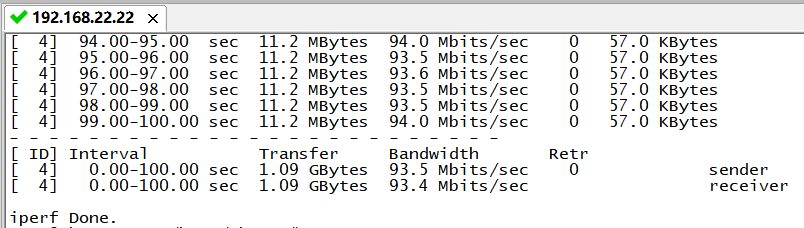 192.168.22.22 ×
[  4]  94.00-95.00  sec  11.2 MBytes  94.0 Mbits/sec    0   57.0 KBytes
[  4]  95.00-96.00  sec  11.2 MBytes  93.5 Mbits/sec    0   57.0 KBytes
[  4]  96.00-97.00  sec  11.2 MBytes  93.6 Mbits/sec    0   57.0 KBytes
[  4]  97.00-98.00  sec  11.2 MBytes  93.5 Mbits/sec    0   57.0 KBytes
[  4]  98.00-99.00  sec  11.2 MBytes  93.5 Mbits/sec    0   57.0 KBytes
[  4]  99.00-100.00 sec  11.2 MBytes  94.0 Mbits/sec    0   57.0 KBytes
- - - - - - - - - - - - - - - - - - - - - - - - -
[ ID] Interval           Transfer     Bandwidth       Retr
[  4]   0.00-100.00 sec  1.09 GBytes  93.5 Mbits/sec    0             sender
[  4]   0.00-100.00 sec  1.09 GBytes  93.4 Mbits/sec                  receiver
iperf Done.